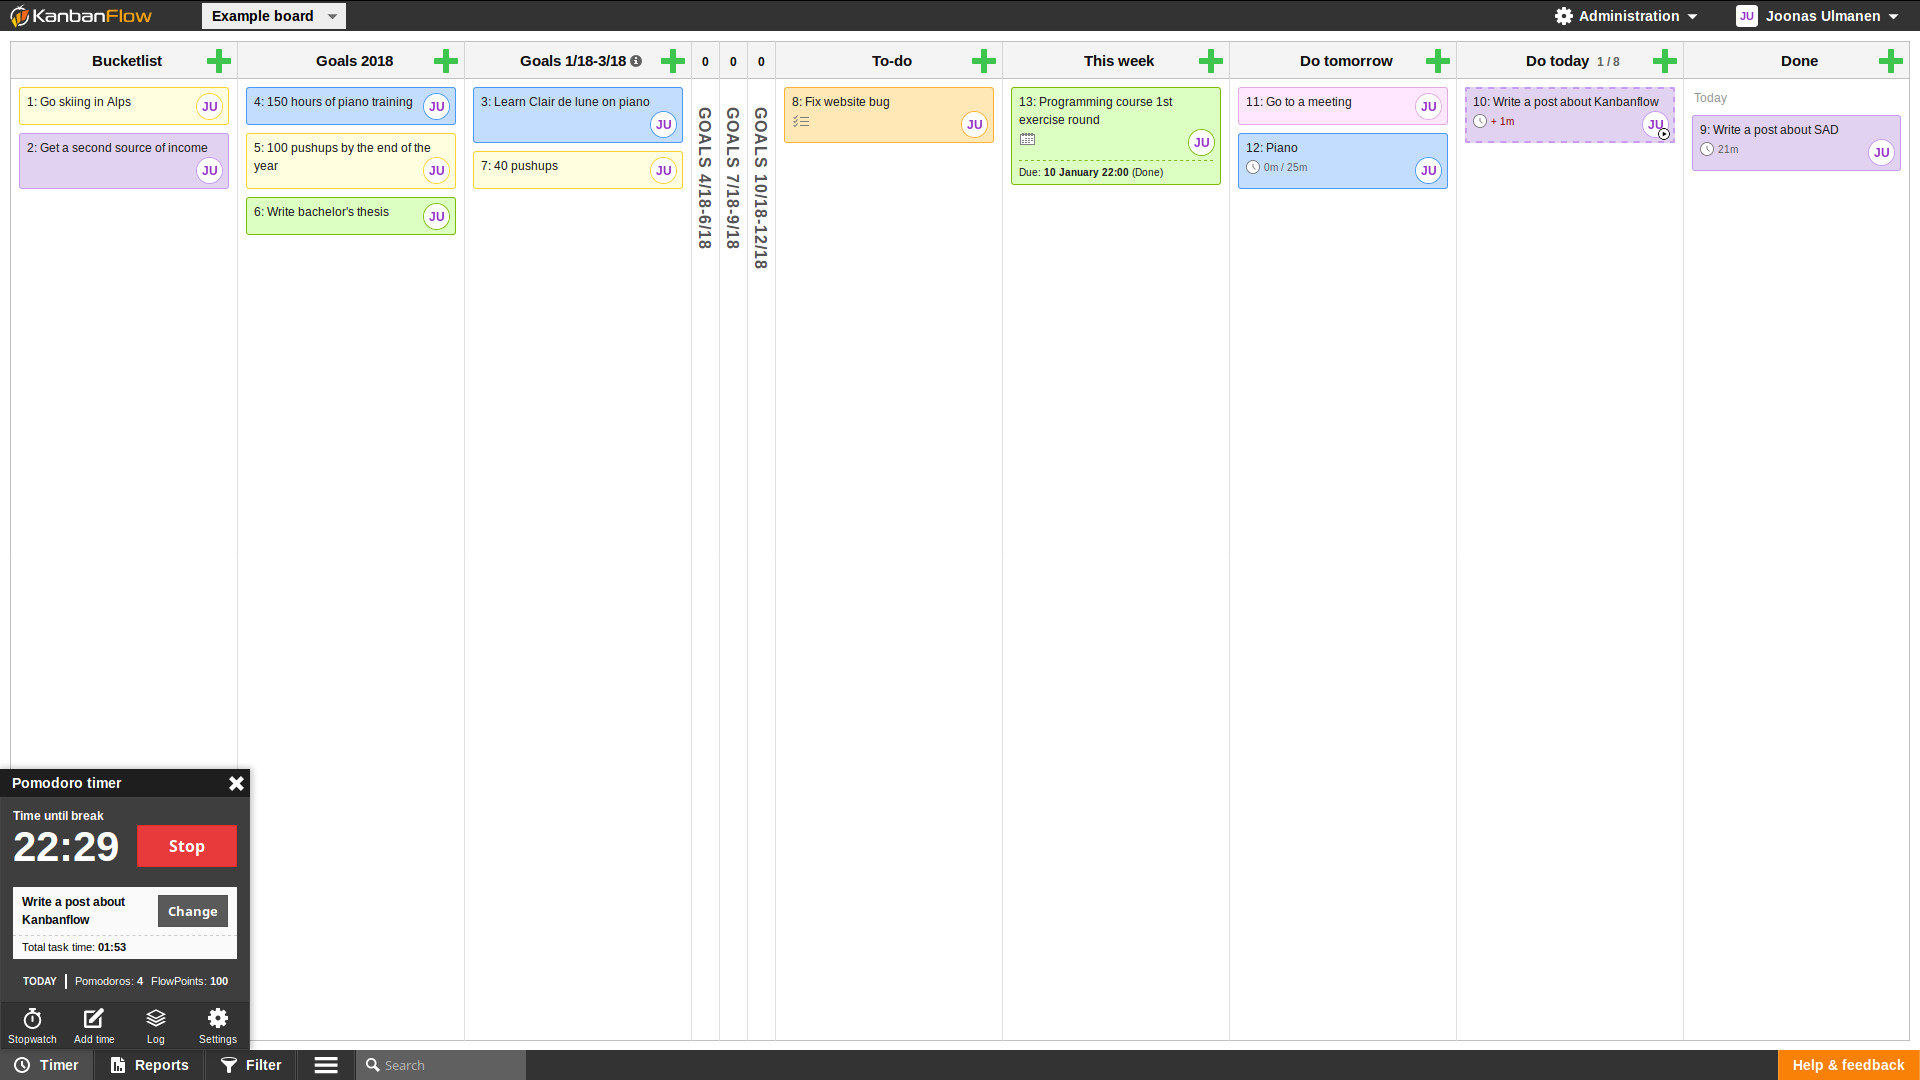 KanbanFlow
Example board
Administration
JU Joonas Ulmanen
Bucketlist
Goals 2018
Goals 1/18-3/18
0
0
0
To-do
This week
Do tomorrow
Do today 1 / 8
Done
1: Go skiing in Alps
JU
2: Get a second source of income
JU
4: 150 hours of piano training
JU
5: 100 pushups by the end of the
year
JU
6: Write bachelor's thesis
JU
3: Learn Clair de lune on piano
JU
7: 40 pushups
JU
GOALS 4/18-6/18
GOALS 7/18-9/18
GOALS 10/18-12/18
8: Fix website bug
JU
13: Programming course 1st
exercise round
JU
Due: 10 January 22:00 (Done)
11: Go to a meeting
JU
12: Piano
0m / 25m
JU
10: Write a post about Kanbanflow
+ 1m
JU
Today
9: Write a post about SAD
21m
JU
Pomodoro timer
Time until break
22:29
Stop
Write a post about
Kanbanflow
Change
Total task time: 01:53
TODAY Pomodoros: 4 FlowPoints: 100
Stopwatch
Add time
Log
Settings
Timer
Reports
Filter
Search
Help & feedback